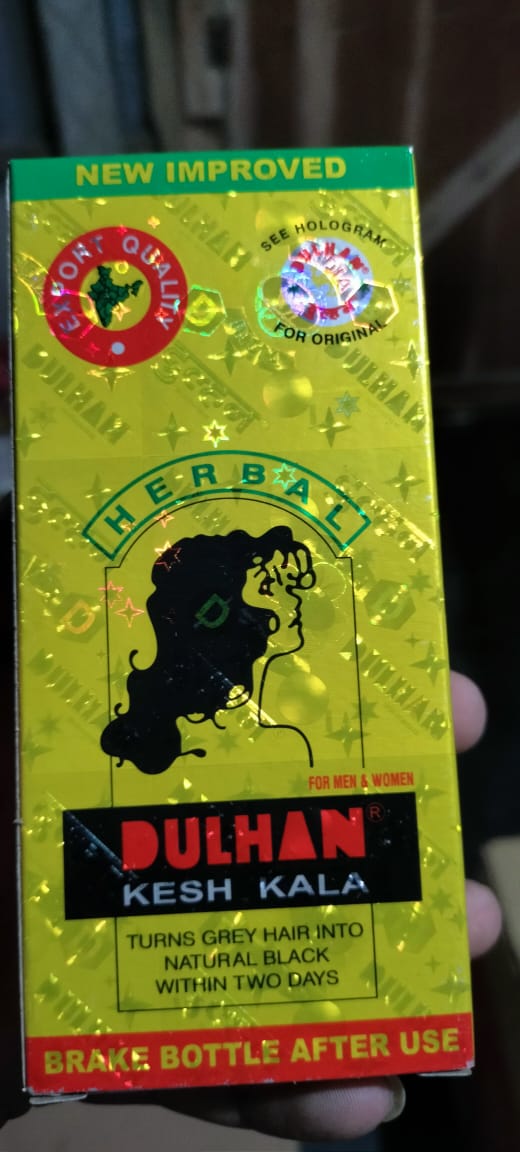 NEW IMPROVED
EXPORT QUALITY
SEE HOLOGRAM
DULHAN
FOR ORIGINAL
HERBAL
FOR MEN & WOMEN
DULHAN®
KESH KALA
TURNS GREY HAIR INTO
NATURAL BLACK
WITHIN TWO DAYS
BRAKE BOTTLE AFTER USE